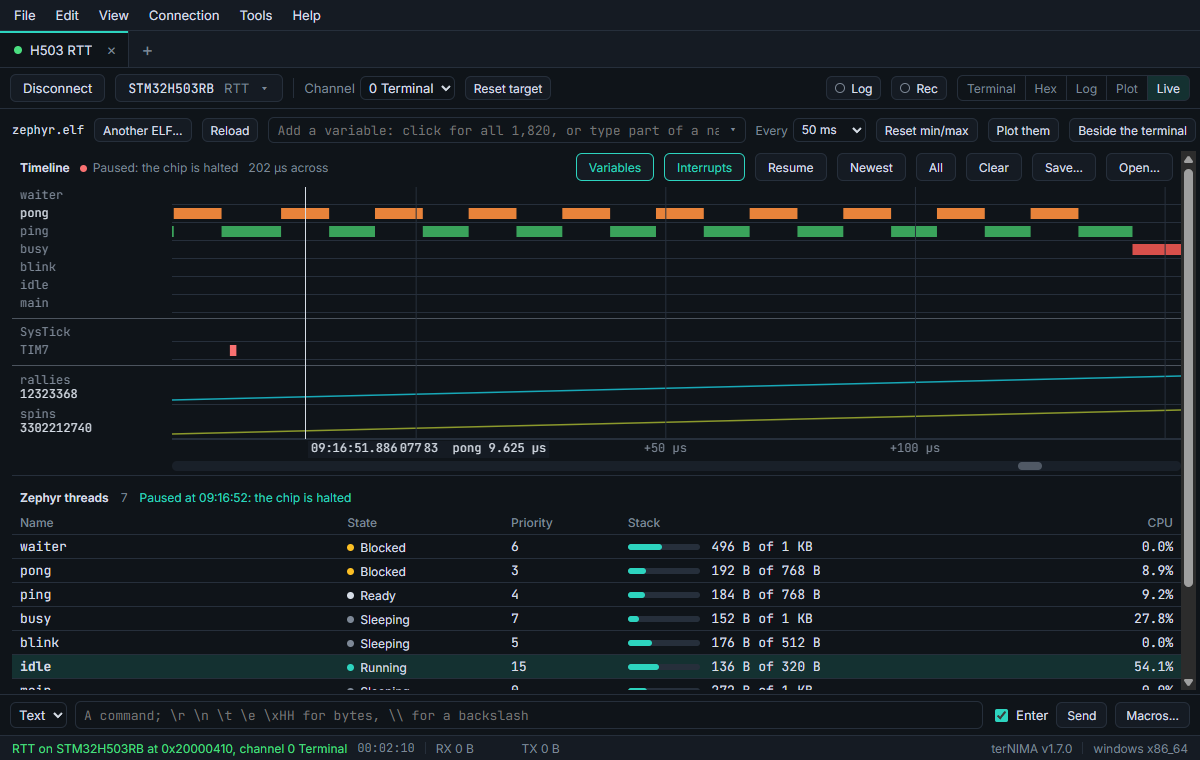 File Edit View Connection Tools Help
H503 RTT × +
Disconnect STM32H503RB RTT Channel 0 Terminal Reset target Log Rec Terminal Hex Log Plot Live
zephyr.elf Another ELF... Reload Add a variable: click for all 1,820, or type part of a na Every 50 ms Reset min/max Plot them Beside the terminal
Timeline Paused: the chip is halted 202 µs across Variables Interrupts Resume Newest All Clear Save... Open...
waiter
pong
ping
busy
blink
idle
main
SysTick
TIM7
rallies
12323368
spins
3302212740
09:16:51.886 077 83 pong 9.625 µs +50 µs +100 µs
Zephyr threads 7 Paused at 09:16:52: the chip is halted
Name State Priority Stack CPU
waiter Blocked 6 496 B of 1 KB 0.0%
pong Blocked 3 192 B of 768 B 8.9%
ping Ready 4 184 B of 768 B 9.2%
busy Sleeping 7 152 B of 1 KB 27.8%
blink Sleeping 5 176 B of 512 B 0.0%
idle Running 15 136 B of 320 B 54.1%
main Sleeping 0 272 B of 1 KB 0.0%
Text A command; \r \n \t \e \xHH for bytes, \\ for a backslash Enter Send Macros...
RTT on STM32H503RB at 0x20000410, channel 0 Terminal 00:02:10 RX 0 B TX 0 B terNIMA v1.7.0 windows x86_64